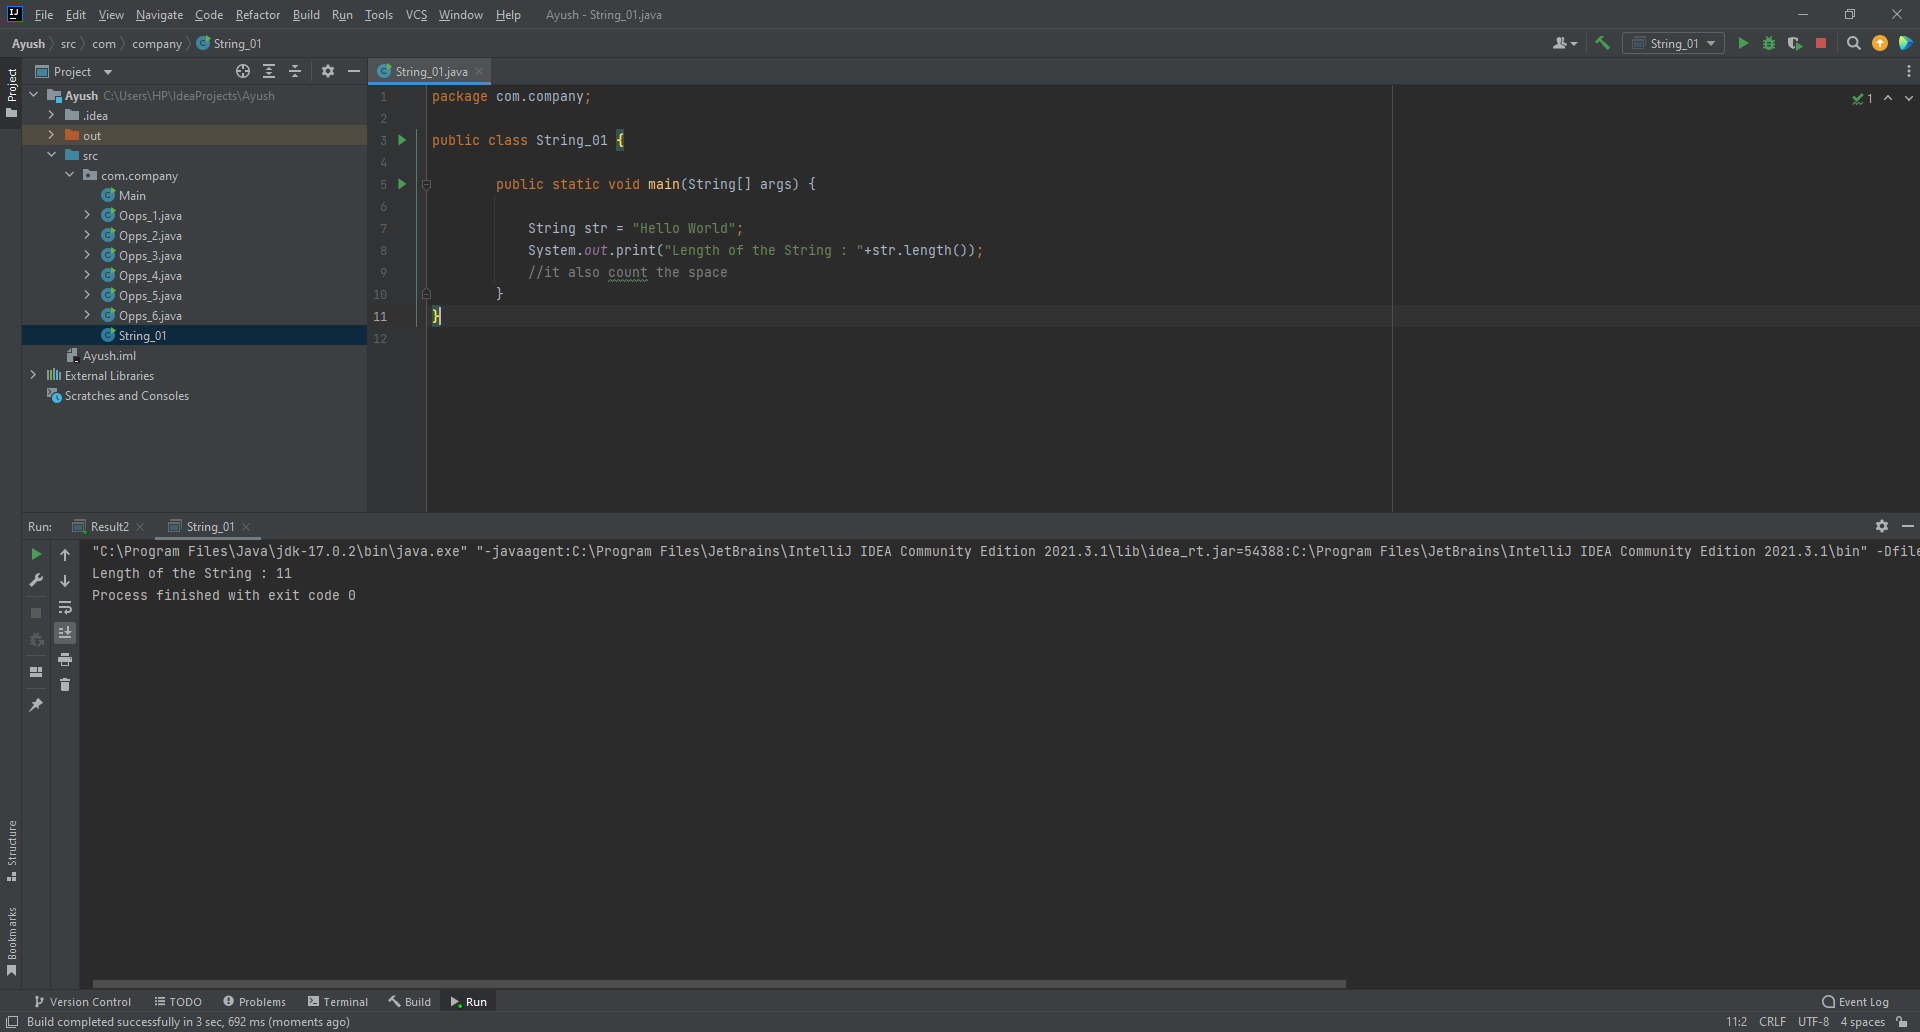 File Edit View Navigate Code Refactor Build Run Tools VCS Window Help Ayush - String_01.java
Ayush src com company String_01
String_01
Project
Project
String_01.java
Ayush C:\Users\HP\IdeaProjects\Ayush
.idea
out
src
com.company
Main
Oops_1.java
Opps_2.java
Opps_3.java
Opps_4.java
Opps_5.java
Opps_6.java
String_01
Ayush.iml
External Libraries
Scratches and Consoles
1 package com.company;
2
3 public class String_01 {
4
5 public static void main(String[] args) {
6
7 String str = "Hello World";
8 System.out.print("Length of the String : "+str.length());
9 //it also count the space
10 }
11 }
12
1
Run: Result2 String_01
"C:\Program Files\Java\jdk-17.0.2\bin\java.exe" "-javaagent:C:\Program Files\JetBrains\IntelliJ IDEA Community Edition 2021.3.1\lib\idea_rt.jar=54388:C:\Program Files\JetBrains\IntelliJ IDEA Community Edition 2021.3.1\bin" -Dfile
Length of the String : 11
Process finished with exit code 0
Structure
Bookmarks
Version Control TODO Problems Terminal Build Run Event Log
Build completed successfully in 3 sec, 692 ms (moments ago) 11:2 CRLF UTF-8 4 spaces